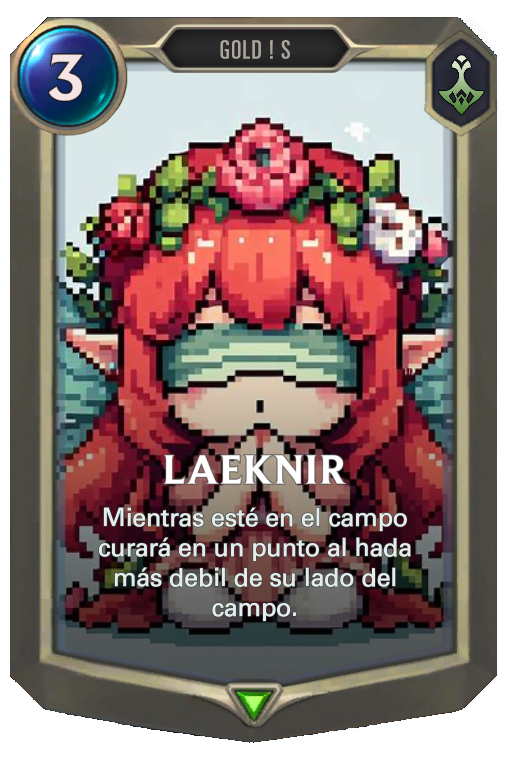 GOLD ! S
3
LAEKNIR
Mientras esté en el campo
curará en un punto al hada
más debil de su lado del
campo.